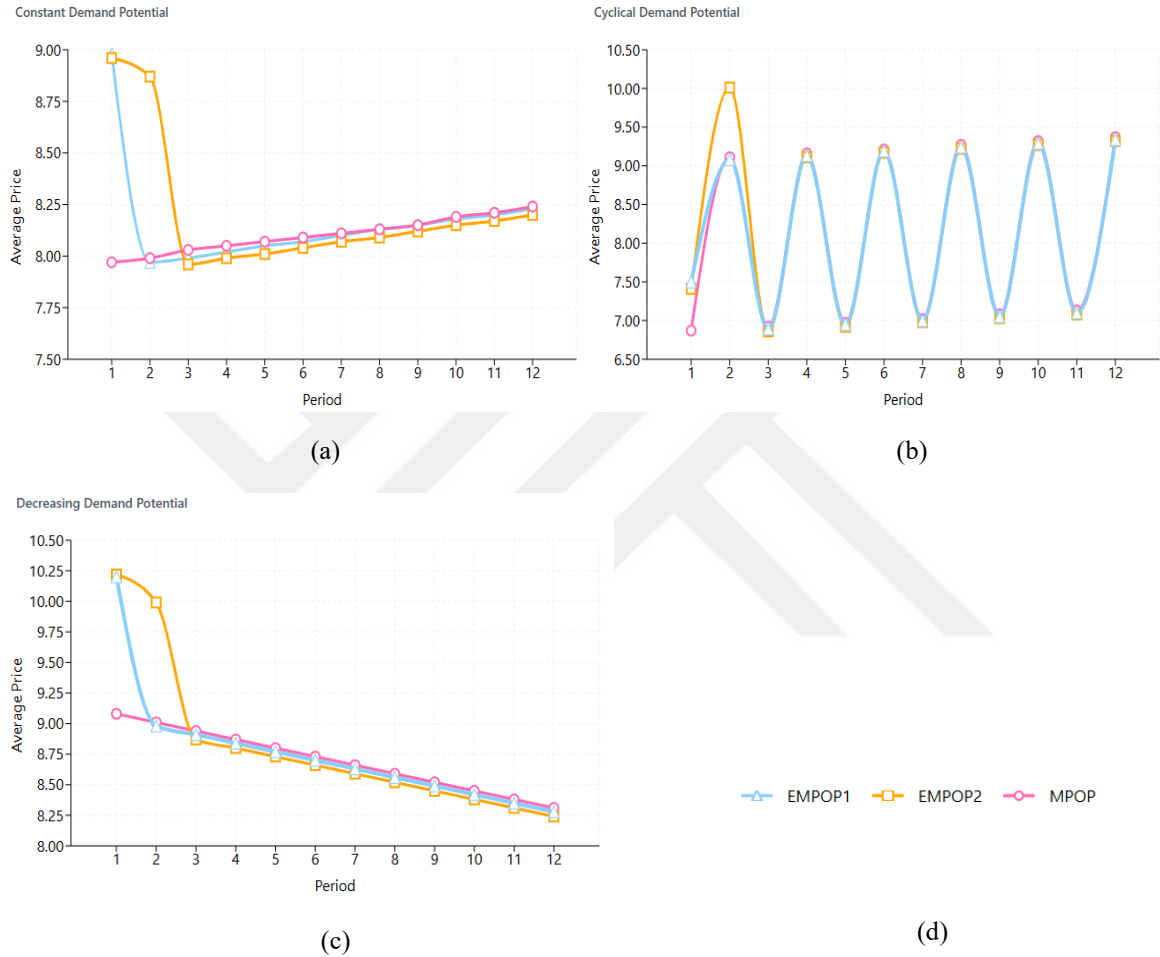 Constant Demand Potential
9.00
8.75
8.50
8.25
8.00
7.75
7.50
Average Price
1 2 3 4 5 6 7 8 9 10 11 12
Period
(a)
Cyclical Demand Potential
10.50
10.00
9.50
9.00
8.50
8.00
7.50
7.00
6.50
Average Price
1 2 3 4 5 6 7 8 9 10 11 12
Period
(b)
Decreasing Demand Potential
10.50
10.25
10.00
9.75
9.50
9.25
9.00
8.75
8.50
8.25
8.00
Average Price
1 2 3 4 5 6 7 8 9 10 11 12
Period
(c)
EMPOP1 EMPOP2 MPOP
(d)